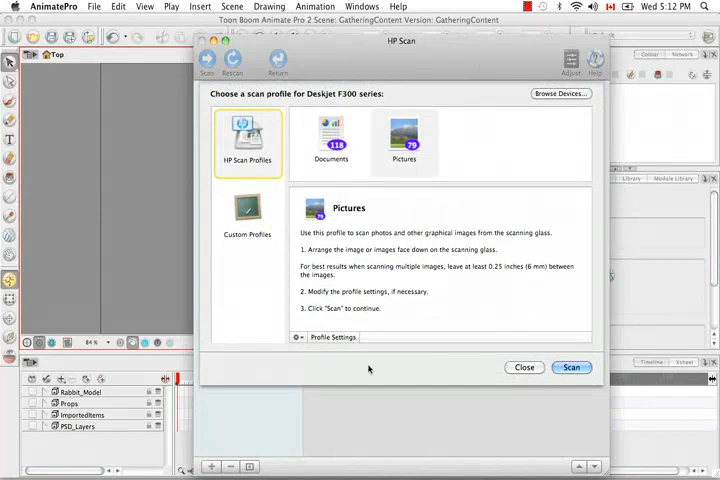 AnimatePro File Edit View Play Insert Scene Drawing Animation Windows Help Wed 5:12 PM
Toon Boom Animate Pro 2 Scene: GatheringContent Version: GatheringContent
Top
HP Scan
Scan Rescan Return Adjust Help
Colour Network
Choose a scan profile for Deskjet F300 series: Browse Devices...
118
79
HP Scan Profiles Documents Pictures
Custom Profiles
Library Module Library
79
Pictures
Use this profile to scan photos and other graphical images from the scanning glass.
1. Arrange the image or images face down on the scanning glass.
For best results when scanning multiple images, leave at least 0.25 inches (6 mm) between
the images.
2. Modify the profile settings, if necessary.
3. Click "Scan" to continue.
Profile Settings
84 %
Close Scan
Timeline Xsheet
Rabbit_Model
Props
ImportedItems
PSD_Layers